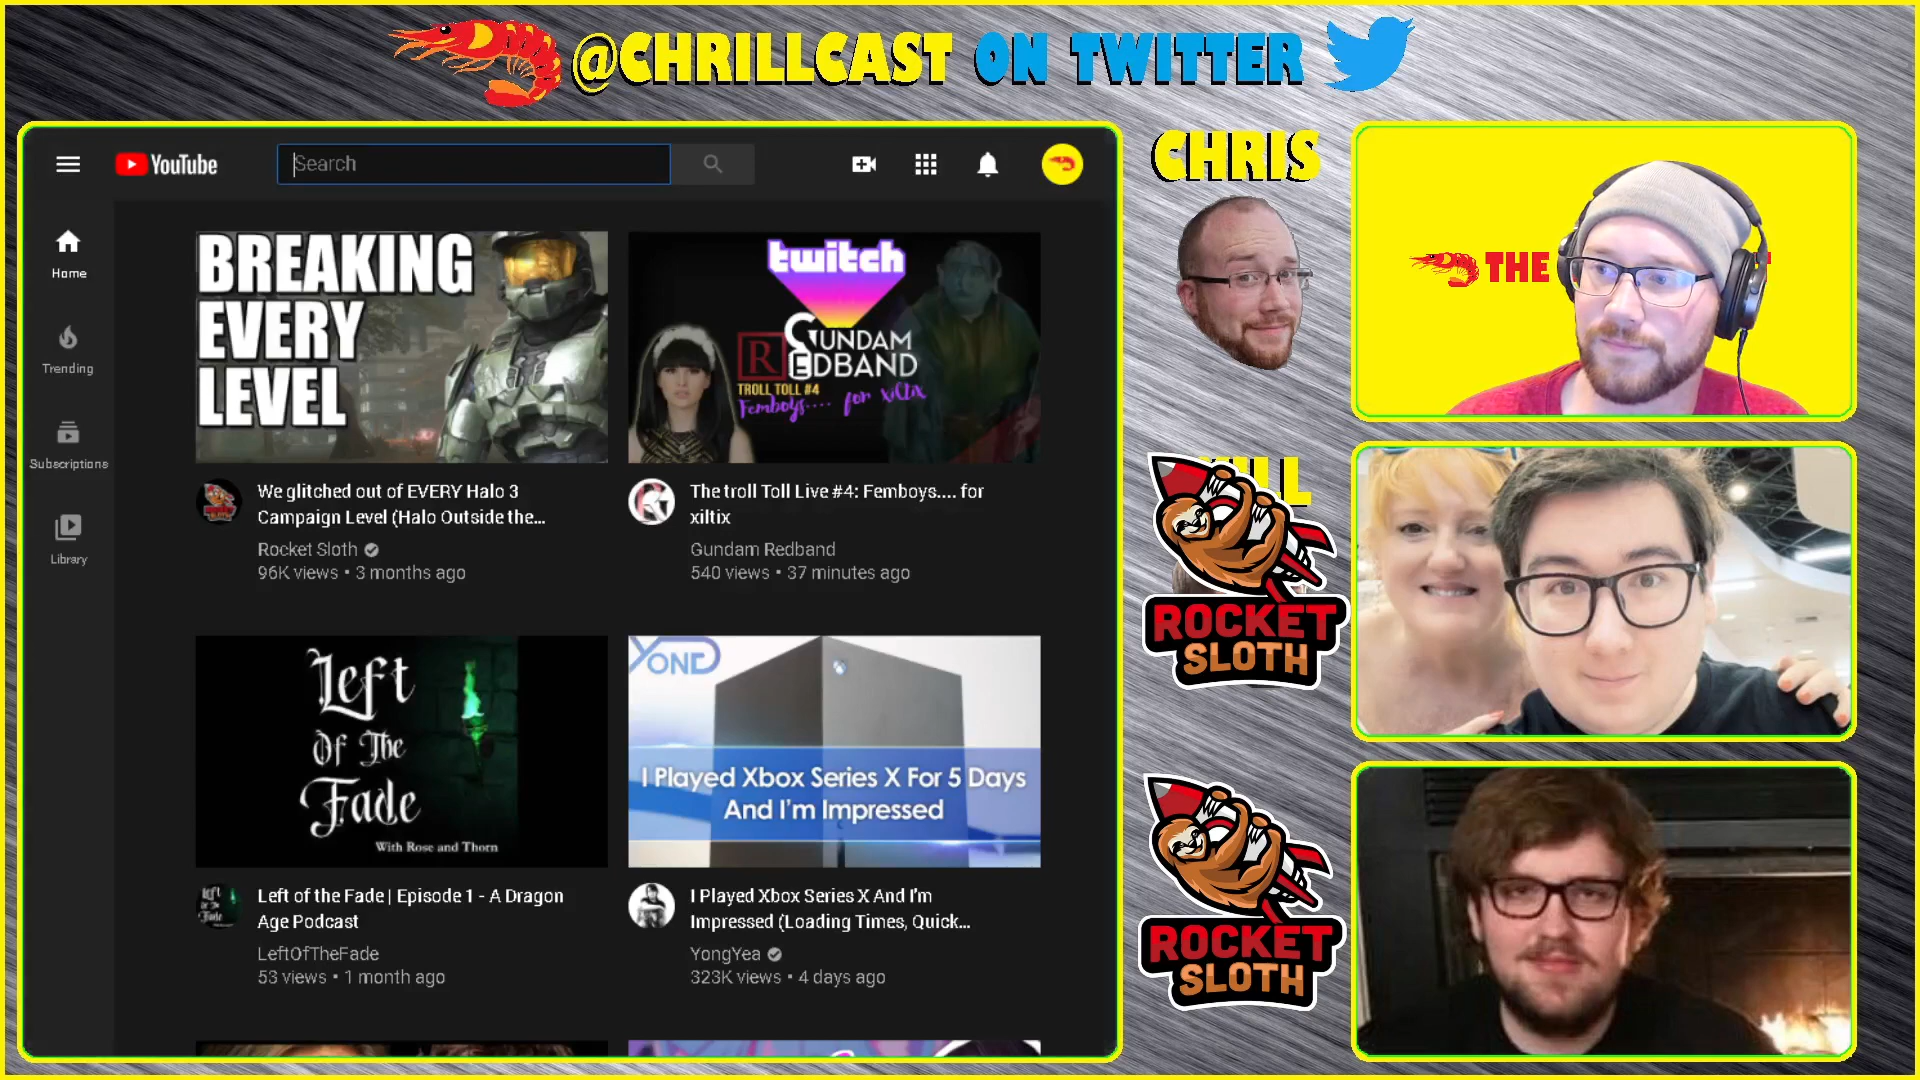 @CHRILLCAST ON TWITTER
YouTube
Search
Home
Trending
Subscriptions
Library
BREAKING
EVERY
LEVEL
We glitched out of EVERY Halo 3
Campaign Level (Halo Outside the...
Rocket Sloth
96K views • 3 months ago
twitch
R GUNDAM
REDBAND
TROLL TOLL #4
Femboys.... for xiltix
The troll Toll Live #4: Femboys.... for
xiltix
Gundam Redband
540 views • 37 minutes ago
Left
Of The
Fade
With Rose and Thorn
Left of the Fade | Episode 1 - A Dragon
Age Podcast
LeftOfTheFade
53 views • 1 month ago
YONG
I Played Xbox Series X For 5 Days
And I'm Impressed
I Played Xbox Series X And I'm
Impressed (Loading Times, Quick...
YongYea
323K views • 4 days ago
CHRIS
THE
ROCKET
SLOTH
ROCKET
SLOTH